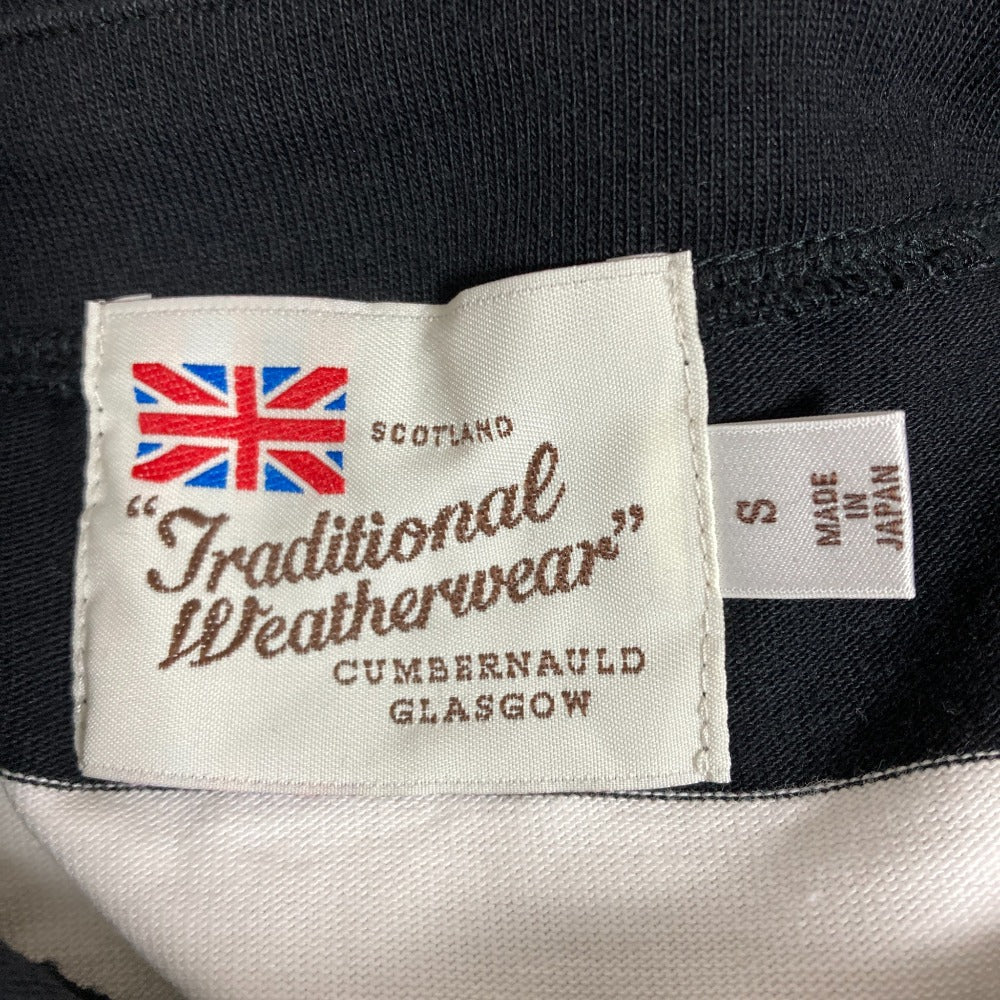 SCOTLAND
"Traditional
Weatherwear"
CUMBERNAULD
GLASGOW
S
MADE
IN
JAPAN